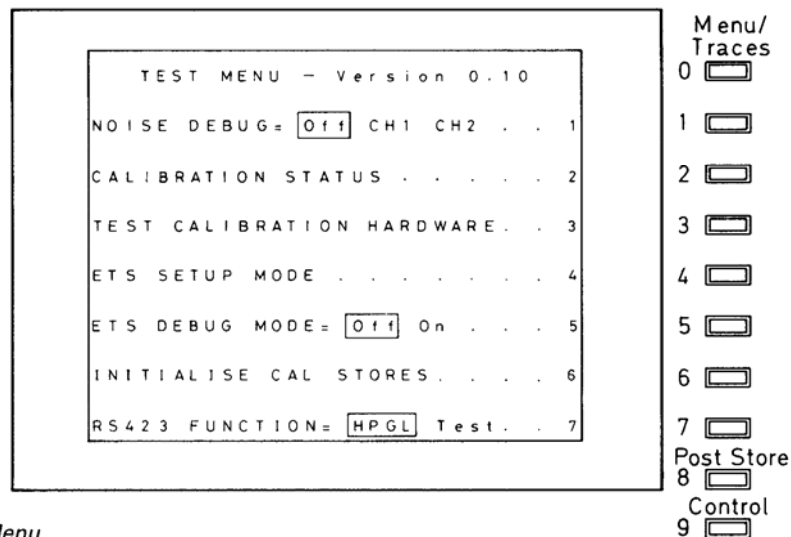 TEST MENU – Version 0.10
NOISE DEBUG= Off CH1 CH2 . . 1
CALIBRATION STATUS . . . . . 2
TEST CALIBRATION HARDWARE . . 3
ETS SETUP MODE . . . . . . . 4
ETS DEBUG MODE= Off On . . . 5
INITIALISE CAL STORES . . . . 6
RS423 FUNCTION= HPGL Test . . 7
Menu/
Traces
0
1
2
3
4
5
6
7
Post Store
8
Control
9